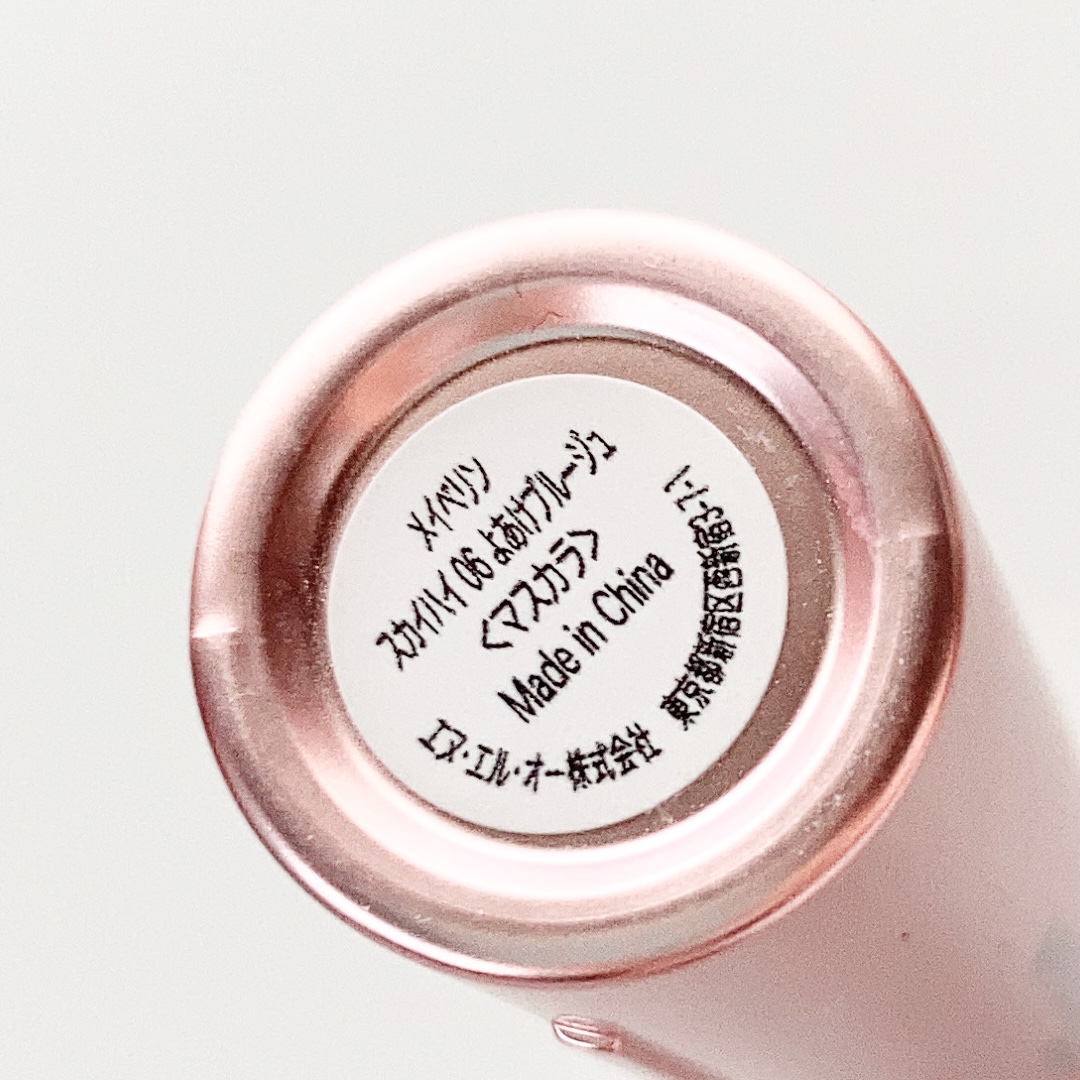 メイベリン
スカイハイ 06 よあけブルージュ
<マスカラ>
Made in China
エヌ・エル・オー株式会社 東京都新宿区西新宿3-7-1